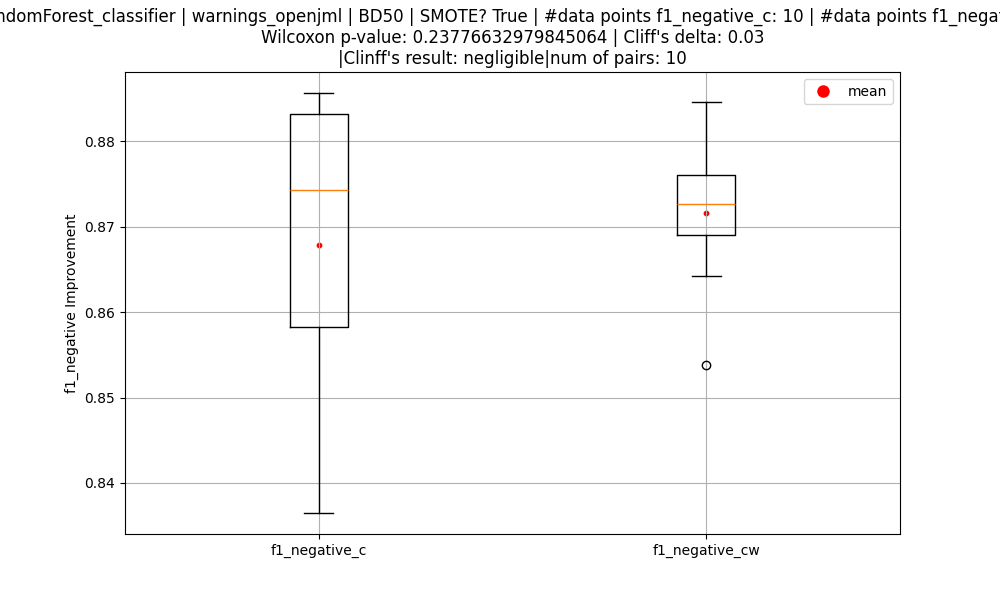 ndomForest_classifier | warnings_openjml | BD50 | SMOTE? True | #data points f1_negative_c: 10 | #data points f1_nega
Wilcoxon p-value: 0.23776632979845064 | Cliff's delta: 0.03
|Clinff's result: negligible|num of pairs: 10
mean
0.88
0.87
0.86
0.85
0.84
f1_negative Improvement
f1_negative_c
f1_negative_cw